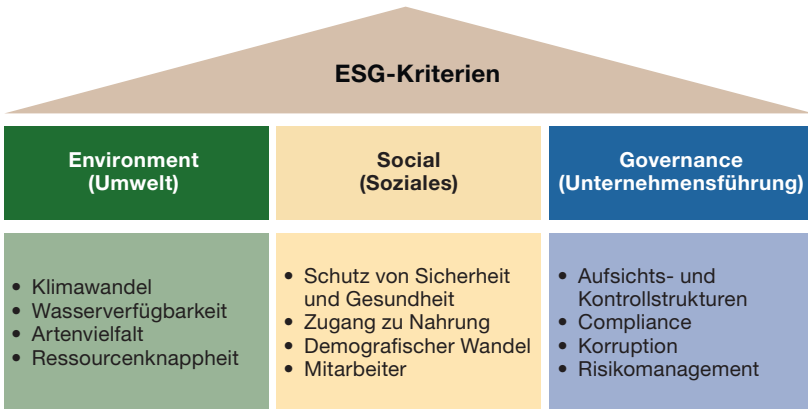 ESG-Kriterien
Environment
(Umwelt)
Social
(Soziales)
Governance
(Unternehmensführung)
• Klimawandel
• Wasserverfügbarkeit
• Artenvielfalt
• Ressourcenknappheit
• Schutz von Sicherheit
und Gesundheit
• Zugang zu Nahrung
• Demografischer Wandel
• Mitarbeiter
• Aufsichts- und
Kontrollstrukturen
• Compliance
• Korruption
• Risikomanagement